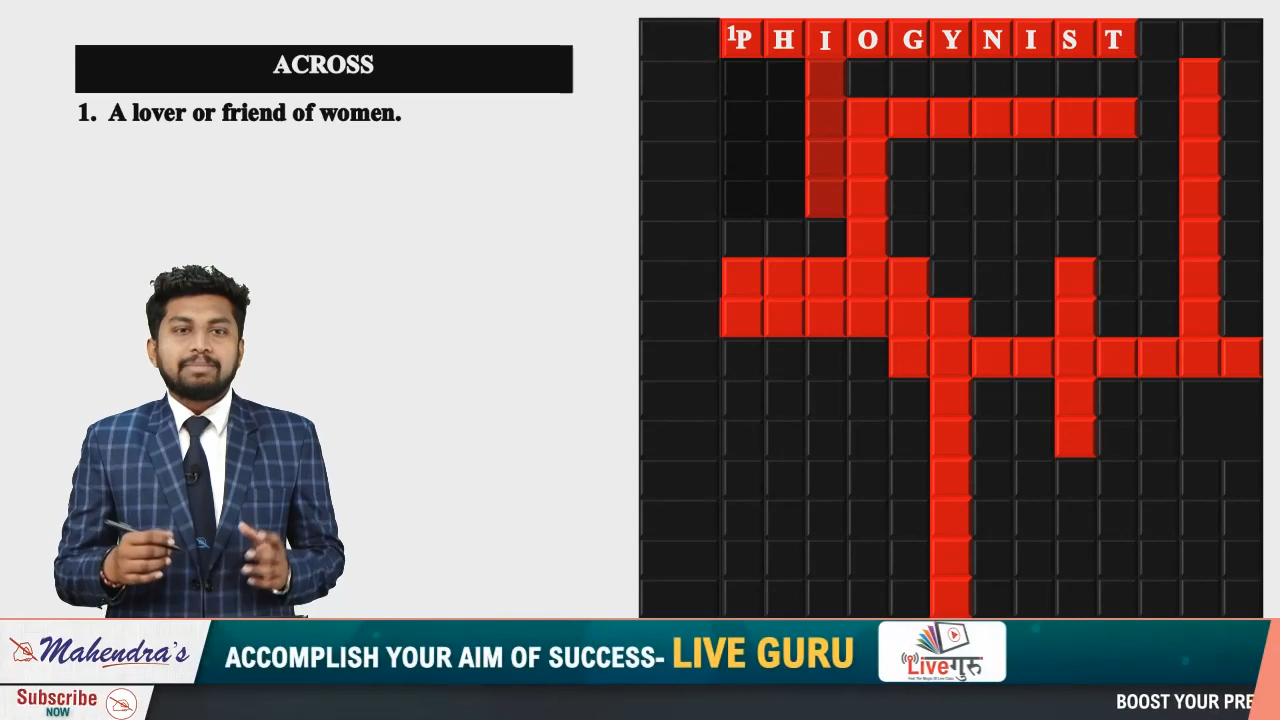 ACROSS
1. A lover or friend of women.
1PHIOGYNIST
Mahendra's
ACCOMPLISH YOUR AIM OF SUCCESS- LIVE GURU
Liveगुरु
Subscribe
NOW
BOOST YOUR PRE